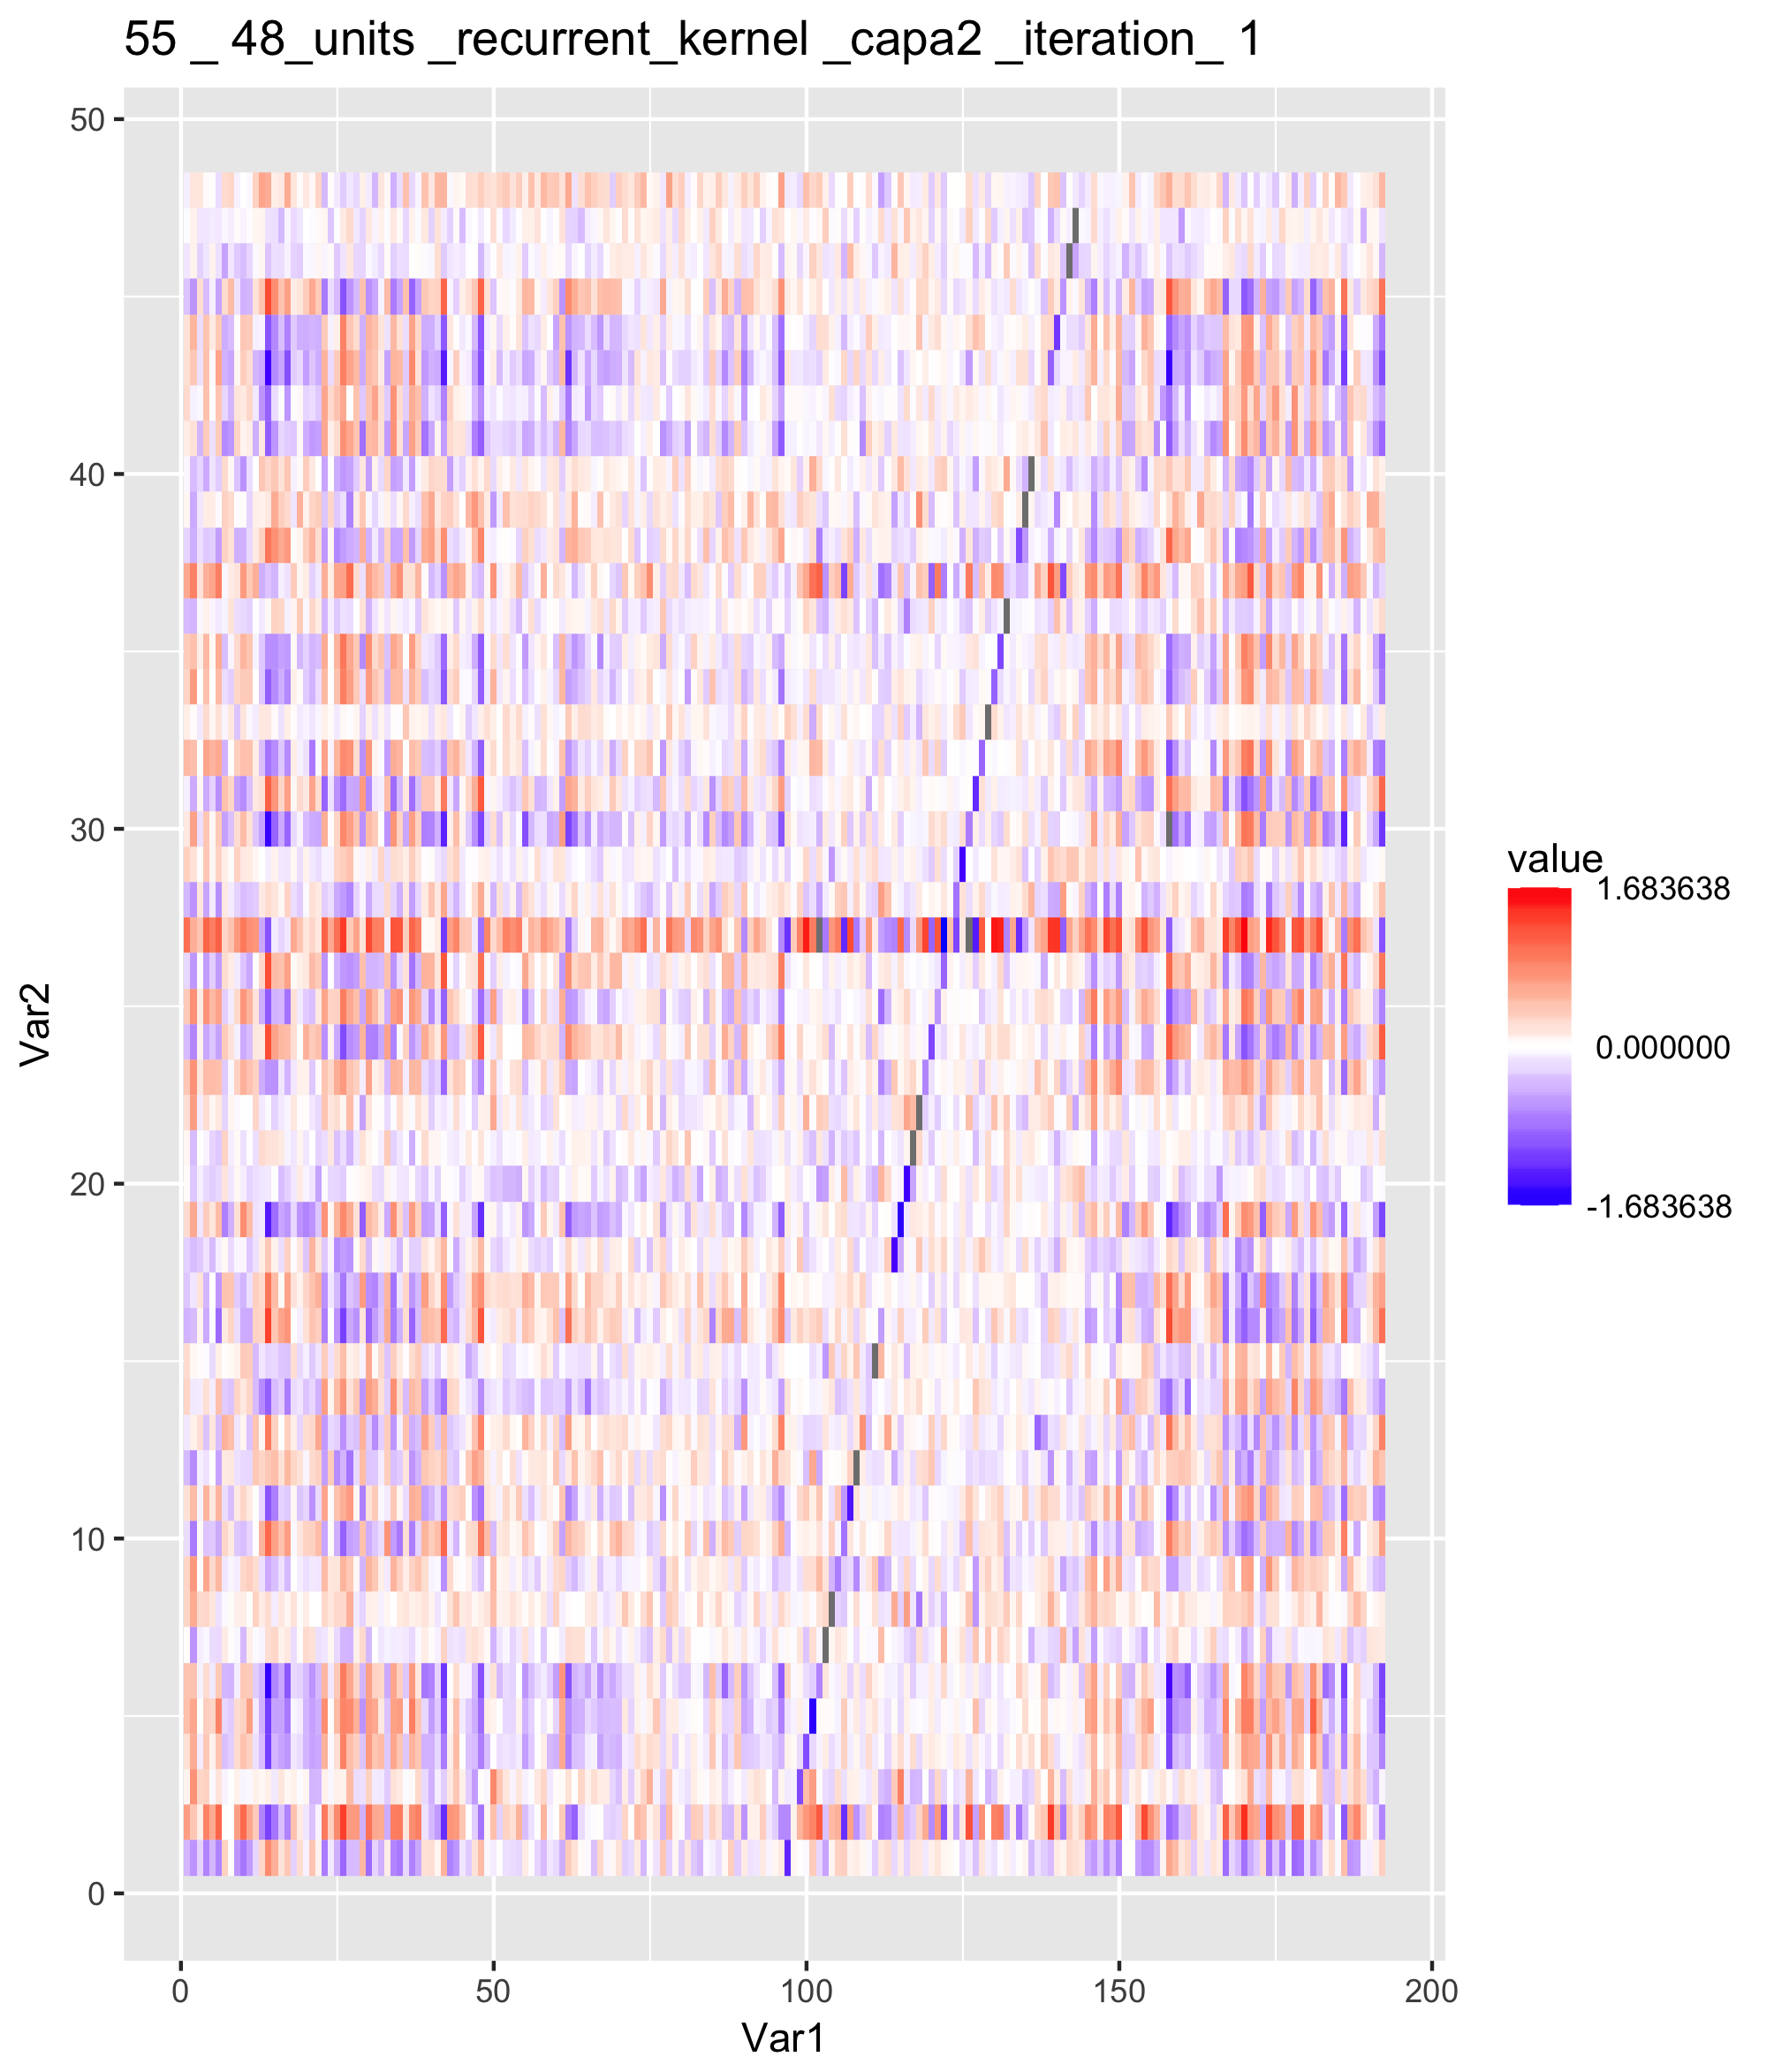 55 _ 48_units _recurrent_kernel _capa2 _iteration_ 1
50
40
30
20
10
0
Var2
0 50 100 150 200
Var1
value
1.683638
0.000000
-1.683638